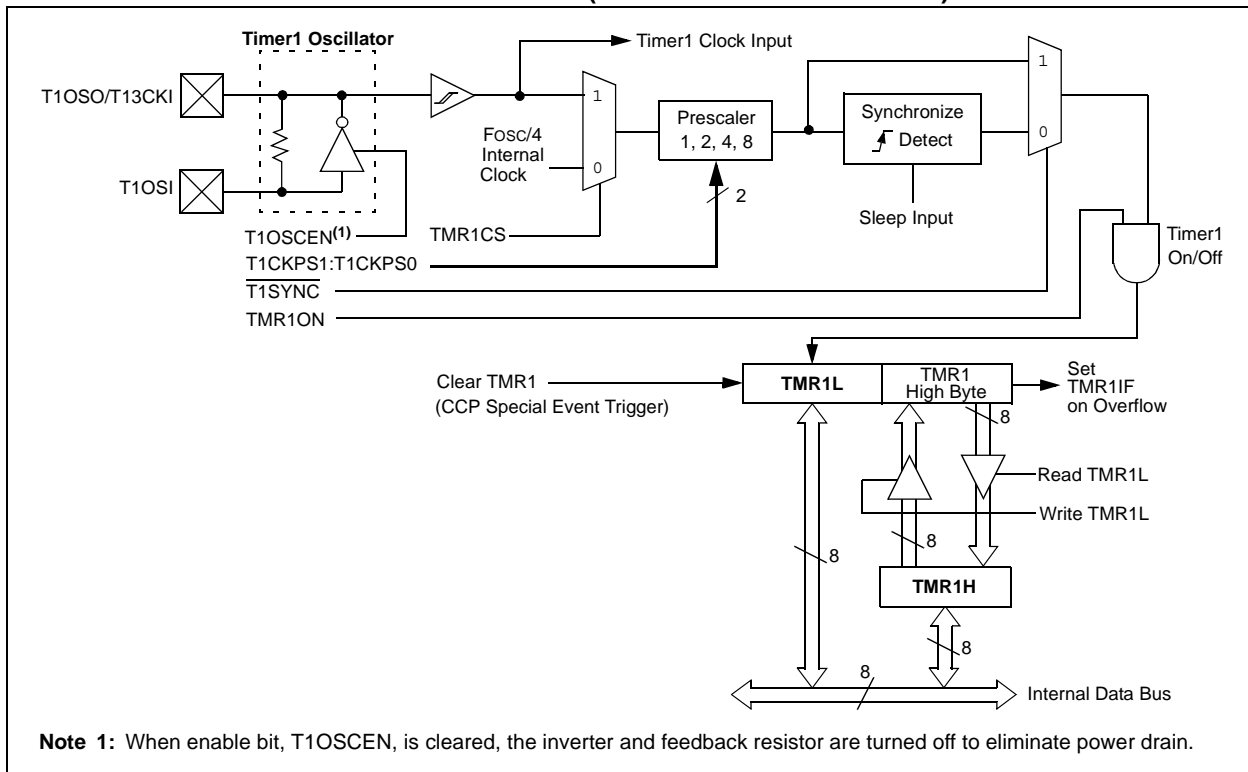 Timer1 Oscillator
Timer1 Clock Input
T1OSO/T13CKI
T1OSI
FOSC/4
Internal
Clock
1
0
Prescaler
1, 2, 4, 8
Synchronize
Detect
1
0
2
Sleep Input
T1OSCEN(1)
TMR1CS
T1CKPS1:T1CKPS0
T1SYNC
TMR1ON
Timer1
On/Off
Clear TMR1
(CCP Special Event Trigger)
TMR1L
TMR1
High Byte
Set
TMR1IF
on Overflow
8
Read TMR1L
Write TMR1L
8
8
TMR1H
8
8
Internal Data Bus
Note 1: When enable bit, T1OSCEN, is cleared, the inverter and feedback resistor are turned off to eliminate power drain.